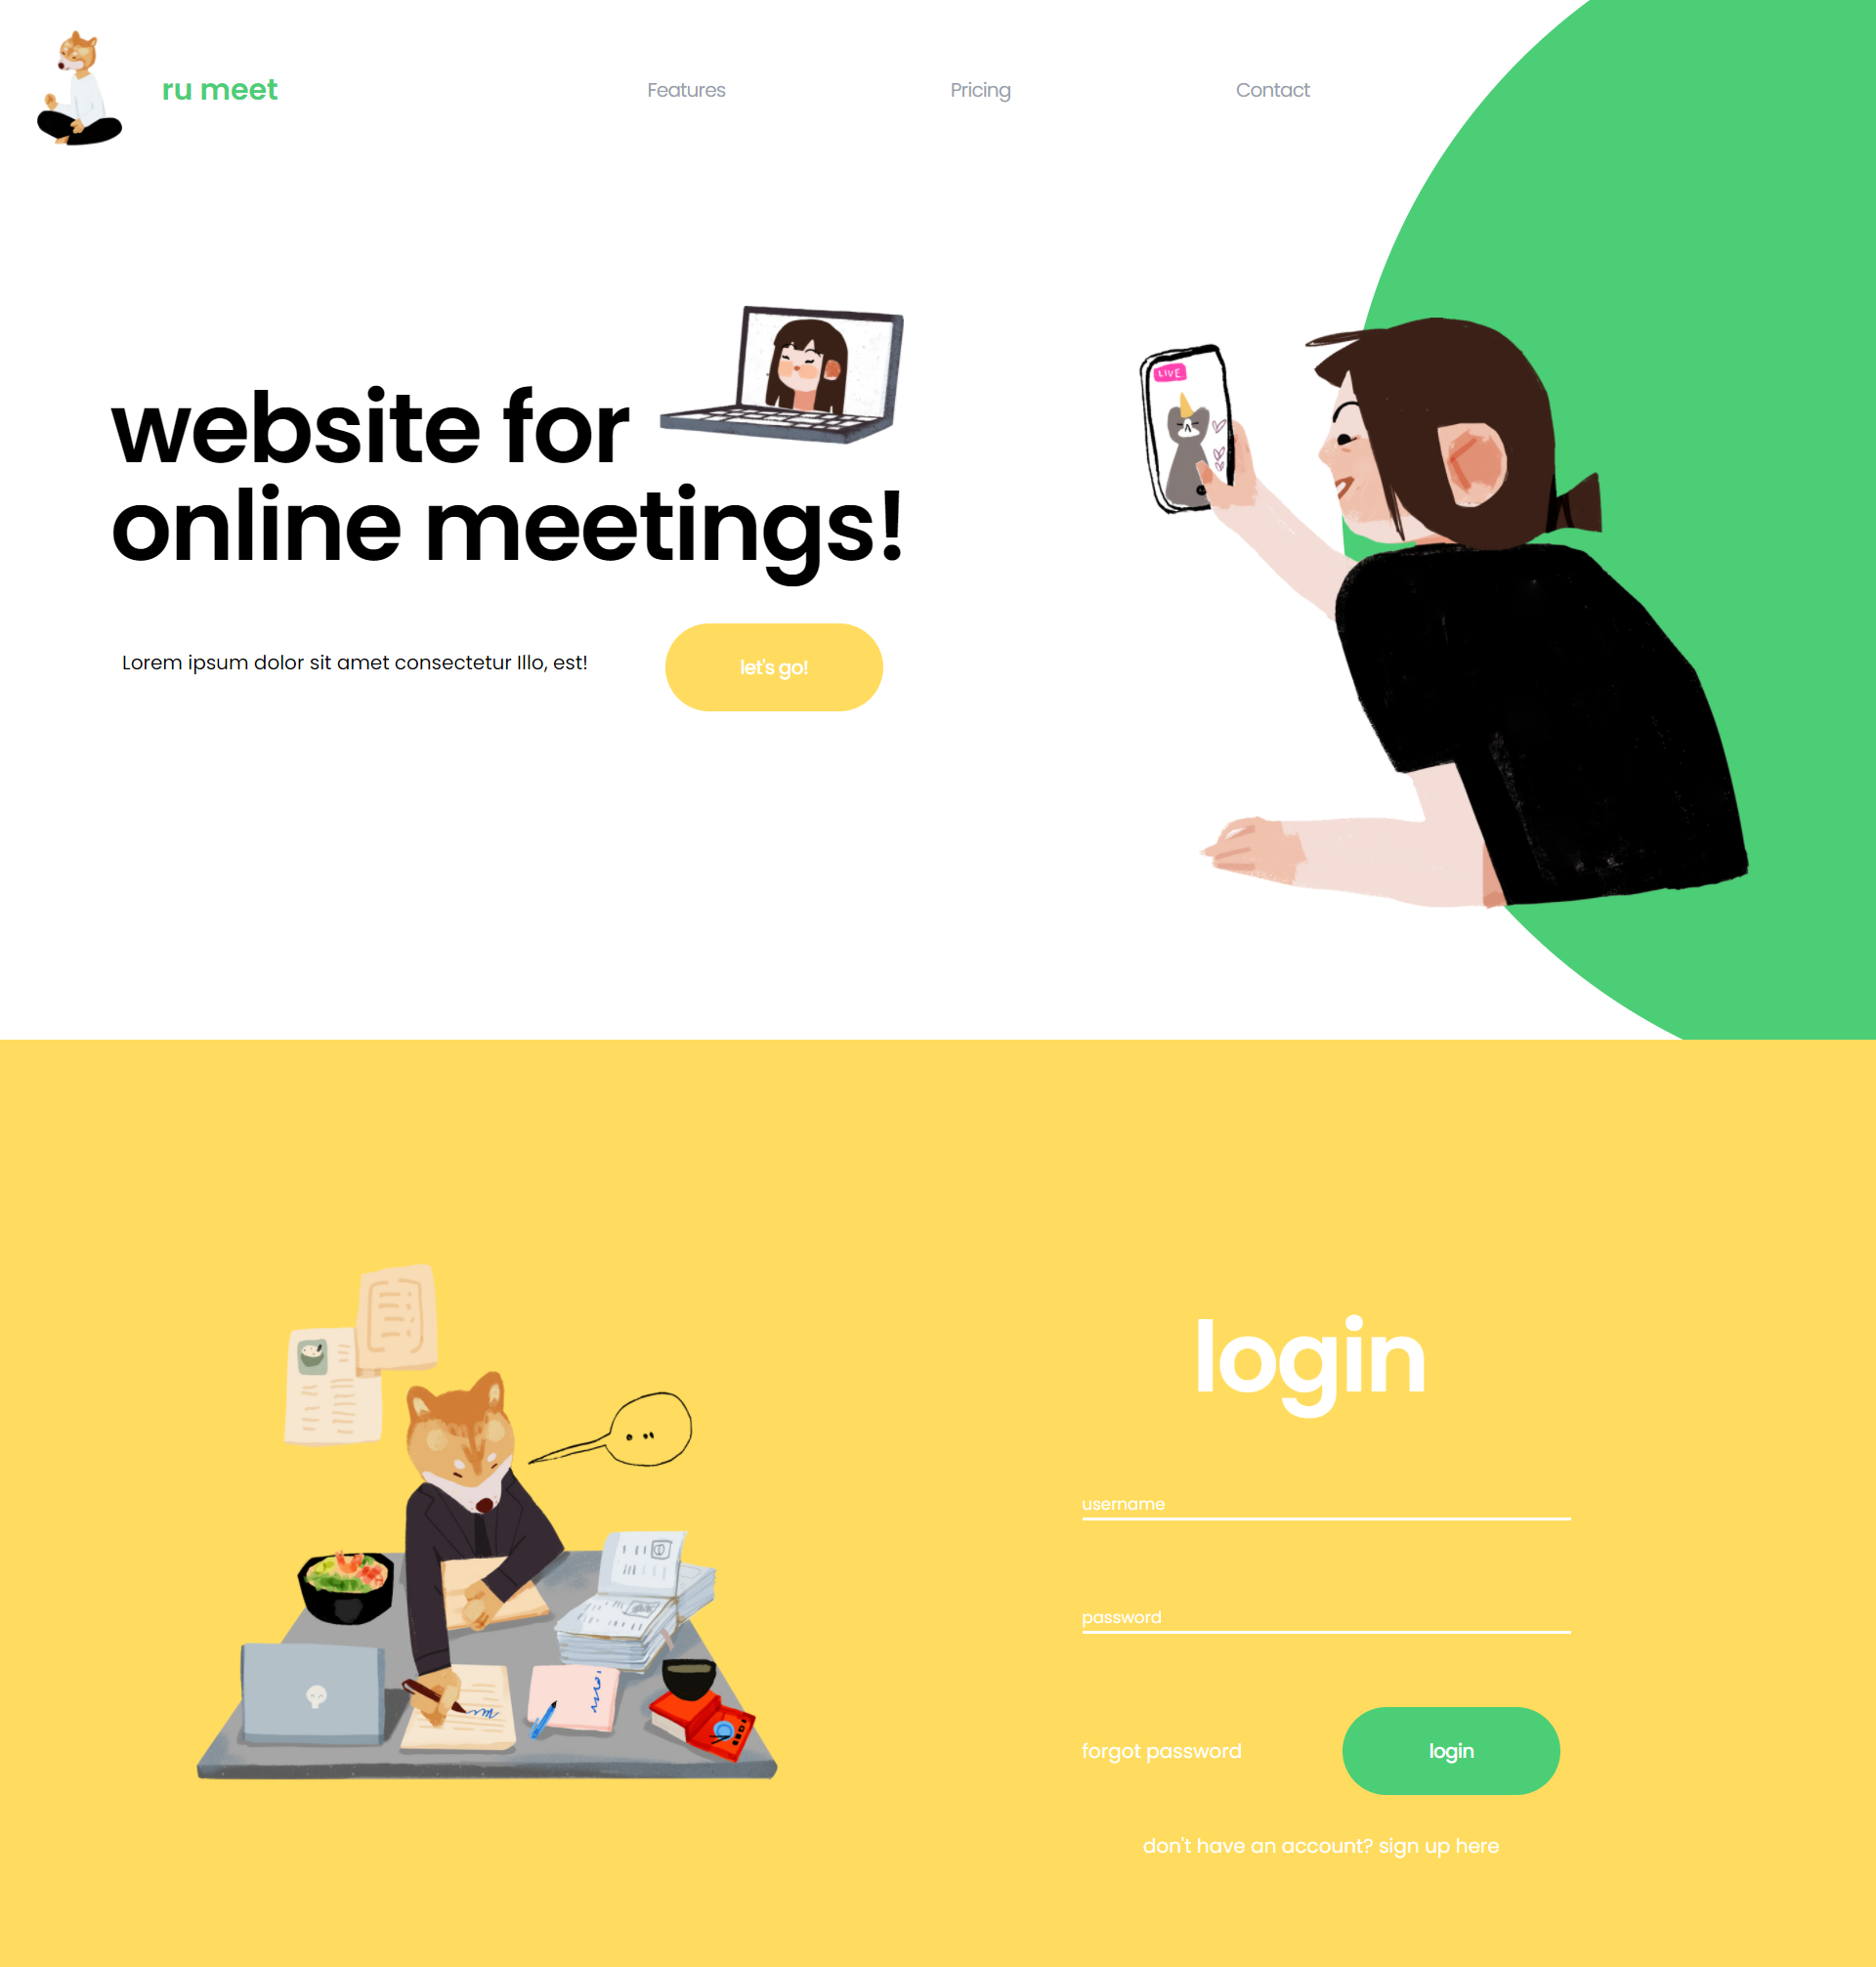 ru meet
Features
Pricing
Contact
website for
online meetings!
LIVE
Lorem ipsum dolor sit amet consectetur Illo, est!
let's go!
login
username
password
forgot password
login
don't have an account? sign up here